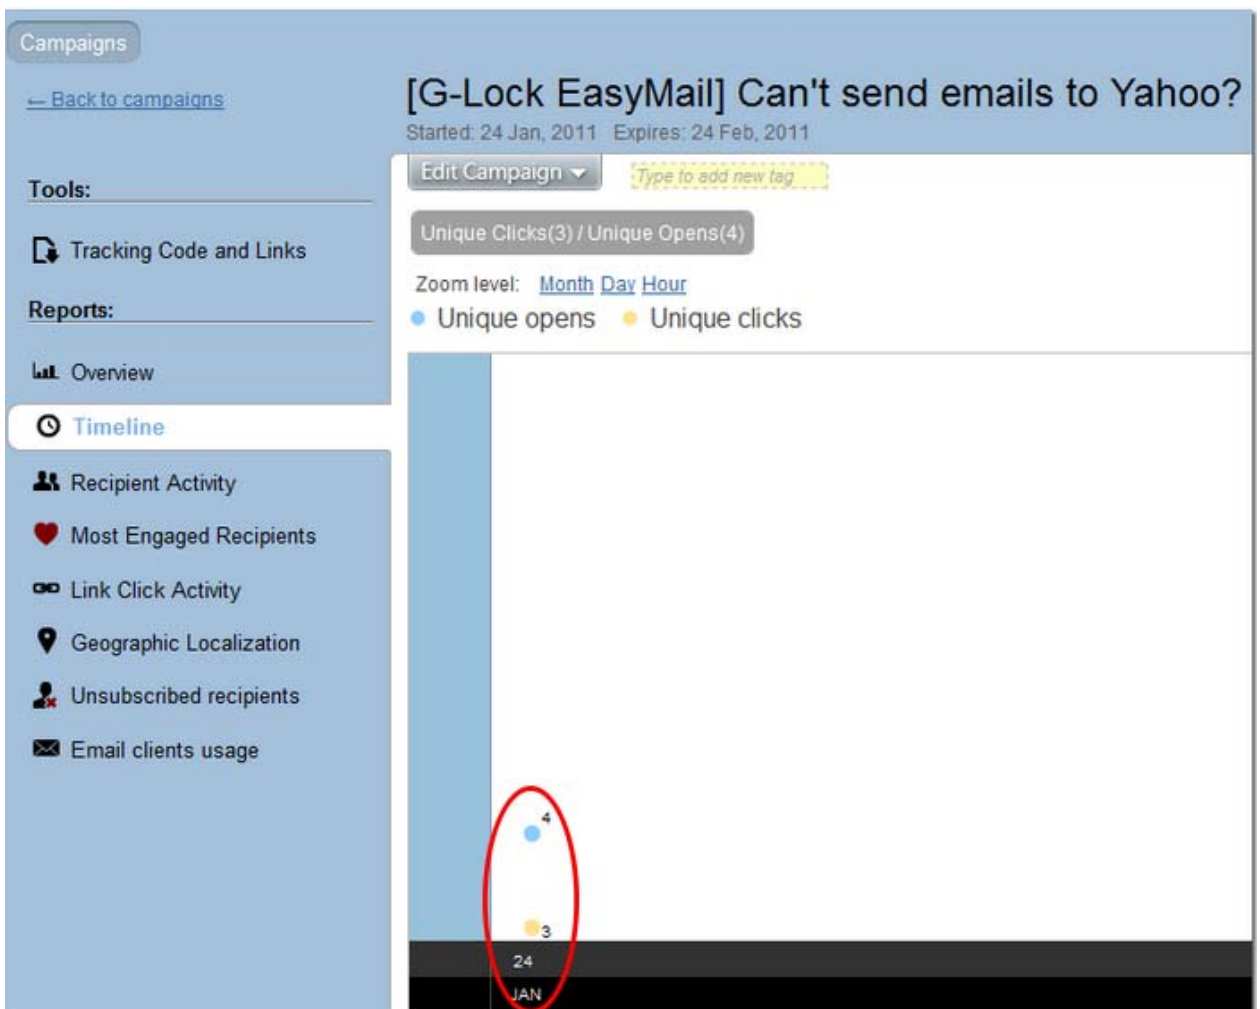 Campaigns
← Back to campaigns
[G-Lock EasyMail] Can't send emails to Yahoo?
Started: 24 Jan, 2011 Expires: 24 Feb, 2011
Edit Campaign
Type to add new tag
Tools:
Tracking Code and Links
Reports:
Overview
Timeline
Recipient Activity
Most Engaged Recipients
Link Click Activity
Geographic Localization
Unsubscribed recipients
Email clients usage
Unique Clicks(3) / Unique Opens(4)
Zoom level: Month Day Hour
Unique opens Unique clicks
4
3
24
JAN